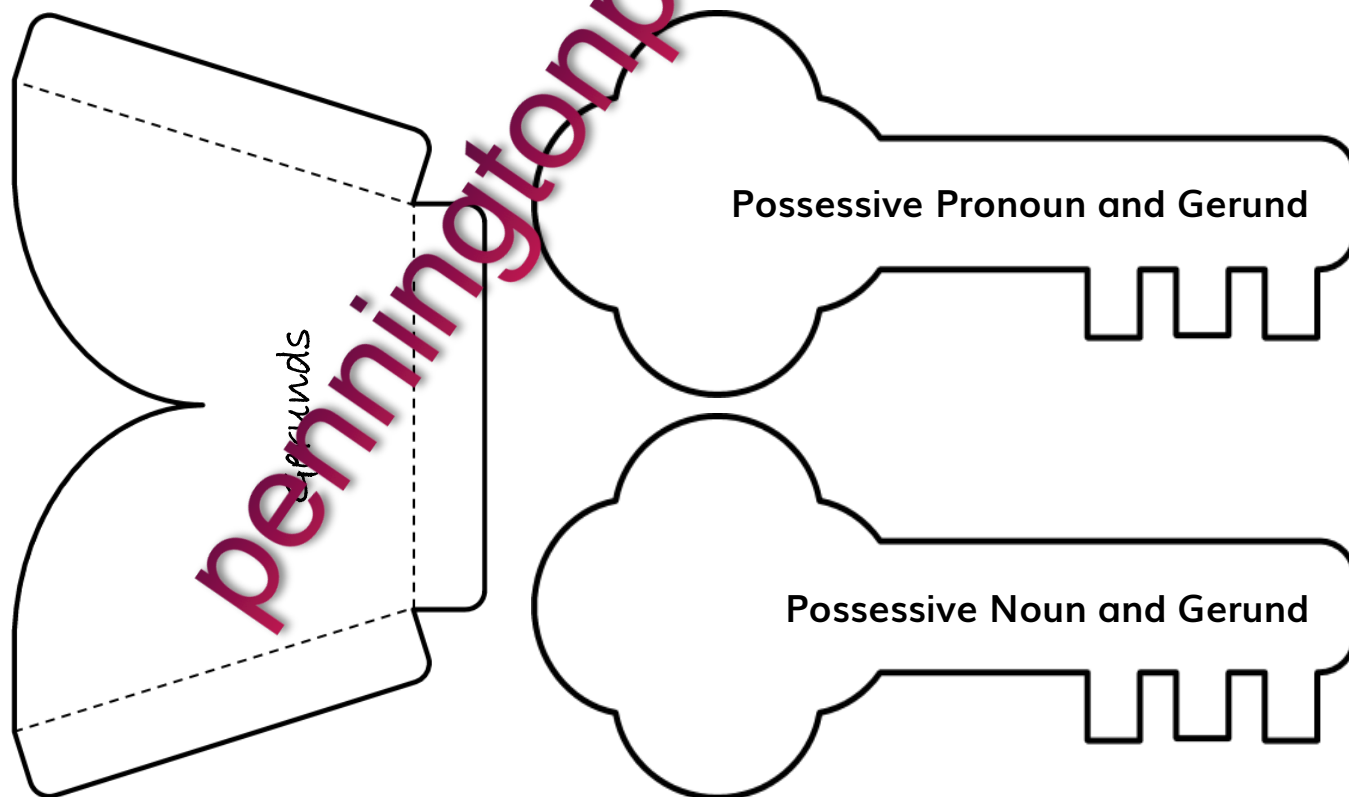 Gerunds
penningtonp
Possessive Pronoun and Gerund
Possessive Noun and Gerund